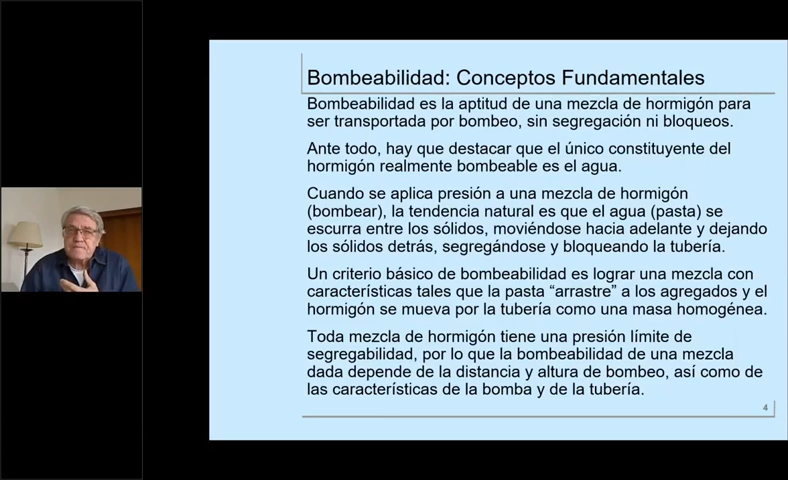 Bombeabilidad: Conceptos Fundamentales
Bombeabilidad es la aptitud de una mezcla de hormigón para
ser transportada por bombeo, sin segregación ni bloqueos.
Ante todo, hay que destacar que el único constituyente del
hormigón realmente bombeable es el agua.
Cuando se aplica presión a una mezcla de hormigón
(bombear), la tendencia natural es que el agua (pasta) se
escurra entre los sólidos, moviéndose hacia adelante y dejando
los sólidos detrás, segregándose y bloqueando la tubería.
Un criterio básico de bombeabilidad es lograr una mezcla con
características tales que la pasta “arrastre” a los agregados y el
hormigón se mueva por la tubería como una masa homogénea.
Toda mezcla de hormigón tiene una presión límite de
segregabilidad, por lo que la bombeabilidad de una mezcla
dada depende de la distancia y altura de bombeo, así como de
las características de la bomba y de la tubería.
4